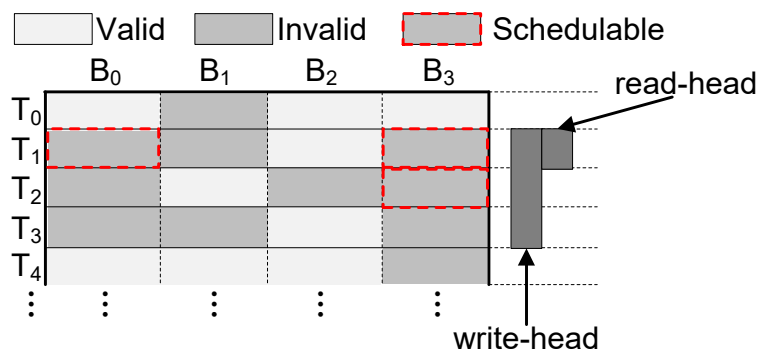 Valid Invalid Schedulable
B₀ B₁ B₂ B₃
read-head
T₀
T₁
T₂
T₃
T₄
write-head